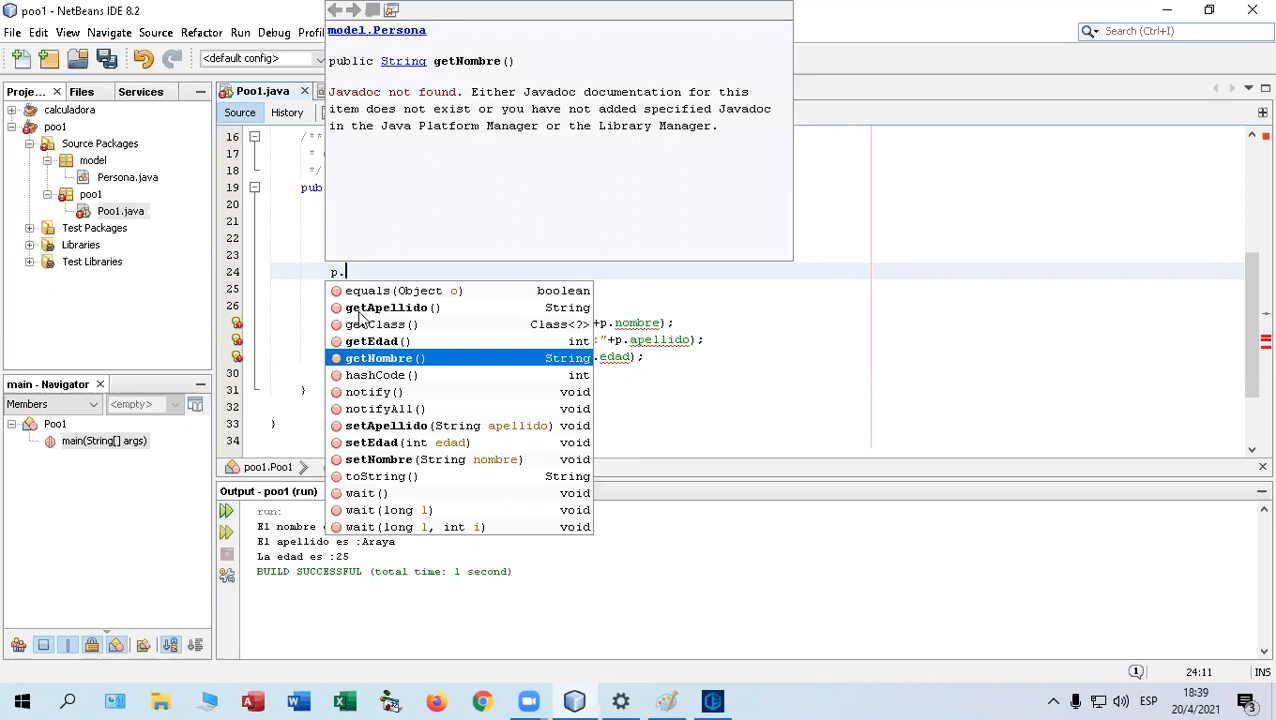 poo1 - NetBeans IDE 8.2
File Edit View Navigate Source Refactor Run Debug Profi
Search (Ctrl+I)
<default config>
Proje... Files Services
calculadora
poo1
Source Packages
model
Persona.java
poo1
Poo1.java
Test Packages
Libraries
Test Libraries
main - Navigator
Members <empty>
Poo1
main(String[] args)
Poo1.java
Source History
model.Persona
public String getNombre()
Javadoc not found. Either Javadoc documentation for this
item does not exist or you have not added specified Javadoc
in the Java Platform Manager or the Library Manager.
16 /**
17 *
18 */
19 pub
20
21
22
23
24 p.
25
26
+p.nombre);
:"+p.apellido);
.edad);
30
31 }
32
33 }
34
equals(Object o) boolean
getApellido() String
getClass() Class<?>
getEdad() int
getNombre() String
hashCode() int
notify() void
notifyAll() void
setApellido(String apellido) void
setEdad(int edad) void
setNombre(String nombre) void
toString() String
wait() void
wait(long l) void
wait(long l, int i) void
poo1.Poo1
Output - poo1 (run)
run:
El nombre
El apellido es :Araya
La edad es :25
BUILD SUCCESSFUL (total time: 1 second)
1 24:11 INS
ESP 18:39
20/4/2021 3